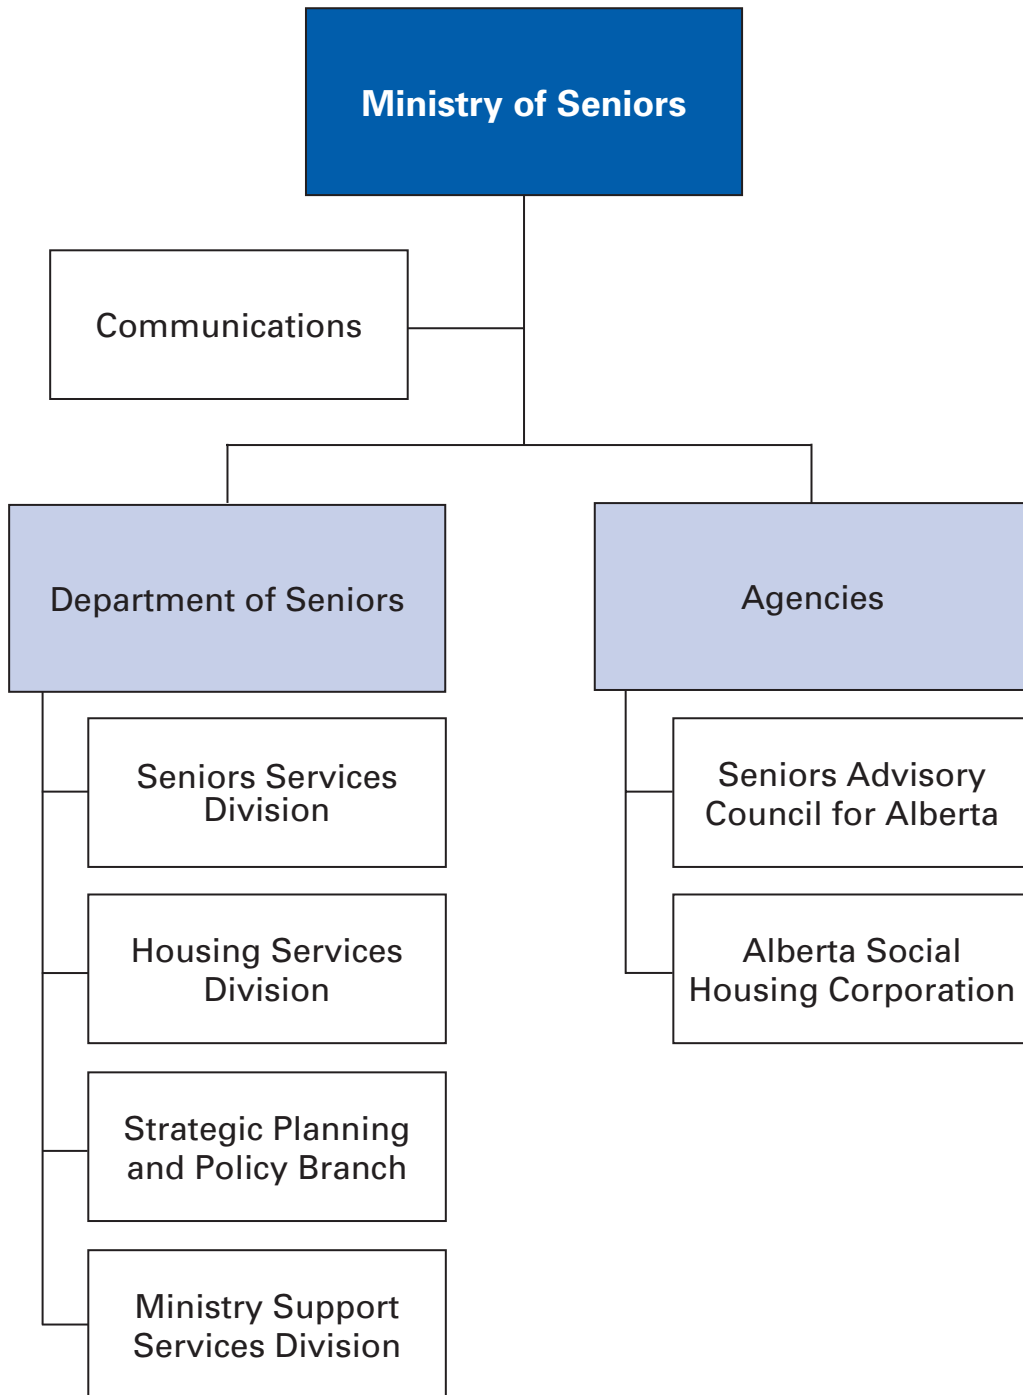 Ministry of Seniors
Communications
Department of Seniors
Agencies
Seniors Services
Division
Housing Services
Division
Strategic Planning
and Policy Branch
Ministry Support
Services Division
Seniors Advisory
Council for Alberta
Alberta Social
Housing Corporation